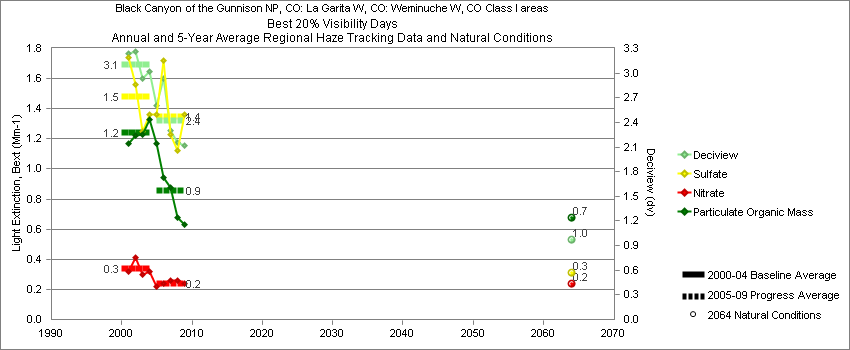 Black Canyon of the Gunnison NP, CO: La Garita W, CO: Weminuche W, CO Class I areas
Best 20% Visibility Days
Annual and 5-Year Average Regional Haze Tracking Data and Natural Conditions
Light Extinction, Bext (Mm-1)
1.8
1.6
1.4
1.2
1.0
0.8
0.6
0.4
0.2
0.0
3.1
1.5
1.2
0.3
1.4
2.4
0.9
0.2
0.7
1.0
0.3
0.2
3.3
3.0
2.7
2.4
2.1
1.8
1.5
1.2
0.9
0.6
0.3
0.0
Deciview (dv)
1990 2000 2010 2020 2030 2040 2050 2060 2070
Deciview
Sulfate
Nitrate
Particulate Organic Mass
2000-04 Baseline Average
2005-09 Progress Average
2064 Natural Conditions